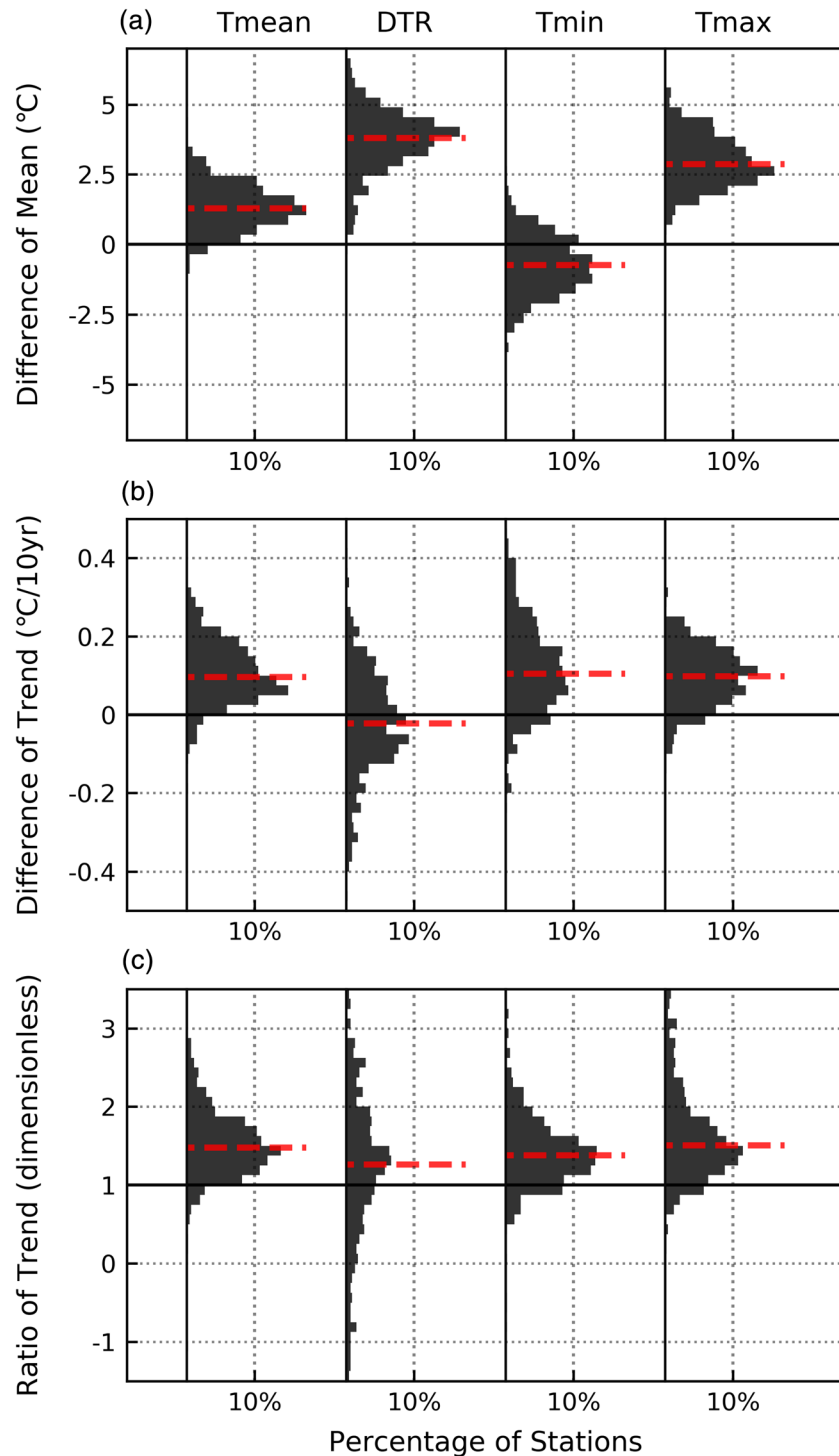 (a) Tmean DTR Tmin Tmax
Difference of Mean (℃)
5
2.5
0
-2.5
-5
10% 10% 10% 10%
(b)
Difference of Trend (℃/10yr)
0.4
0.2
0
-0.2
-0.4
10% 10% 10% 10%
(c)
Ratio of Trend (dimensionless)
3
2
1
0
-1
10% 10% 10% 10%
Percentage of Stations